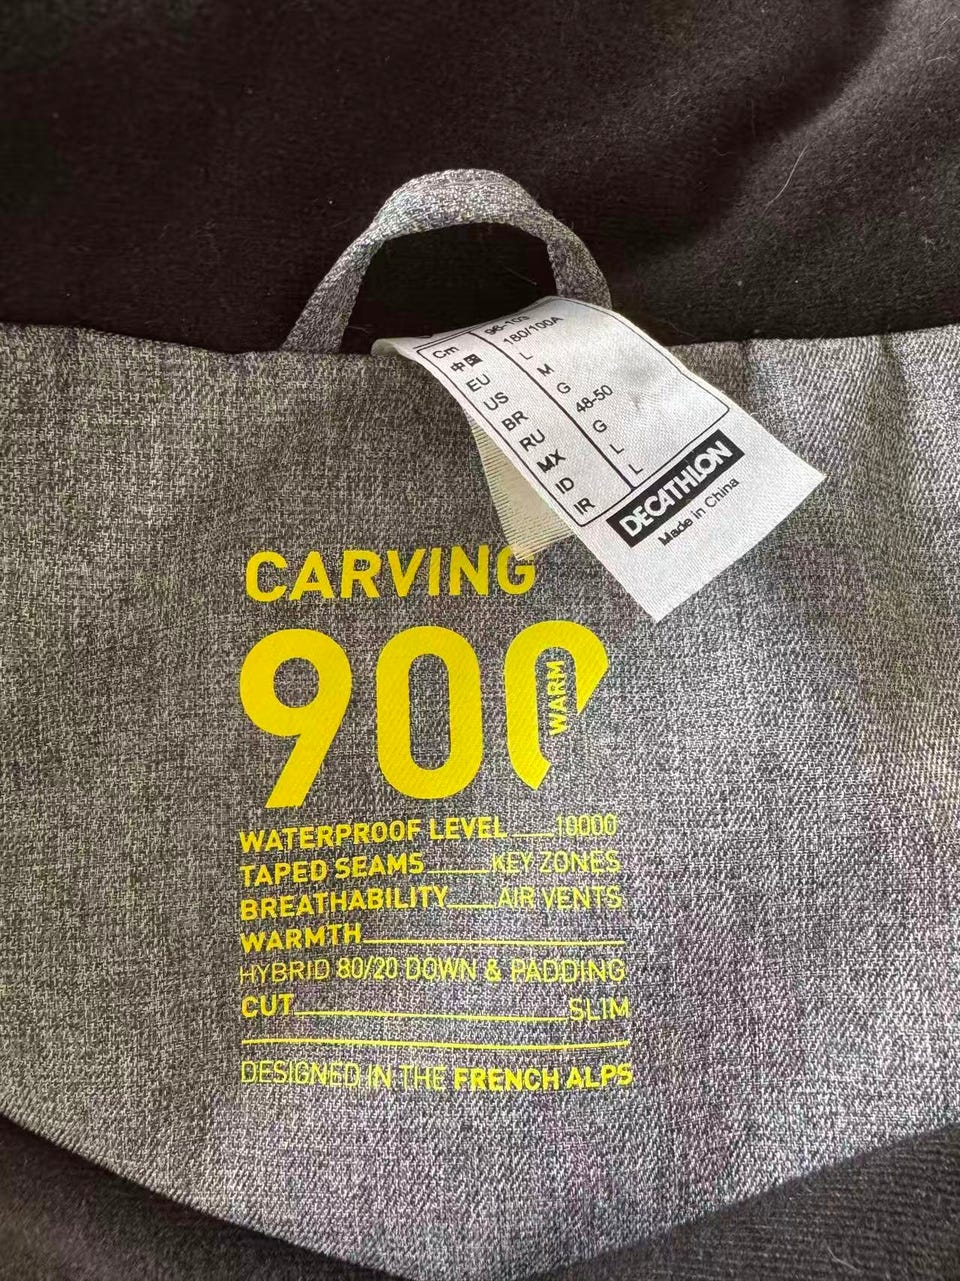 Cm 96-103
中国 180/100A
EU L
US M
BR G
RU 48-50
MX G
ID L
IR L
DECATHLON
Made in China
CARVING
900
WARM
WATERPROOF LEVEL 10000
TAPED SEAMS KEY ZONES
BREATHABILITY AIR VENTS
WARMTH
HYBRID 80/20 DOWN & PADDING
CUT SLIM
DESIGNED IN THE FRENCH ALPS